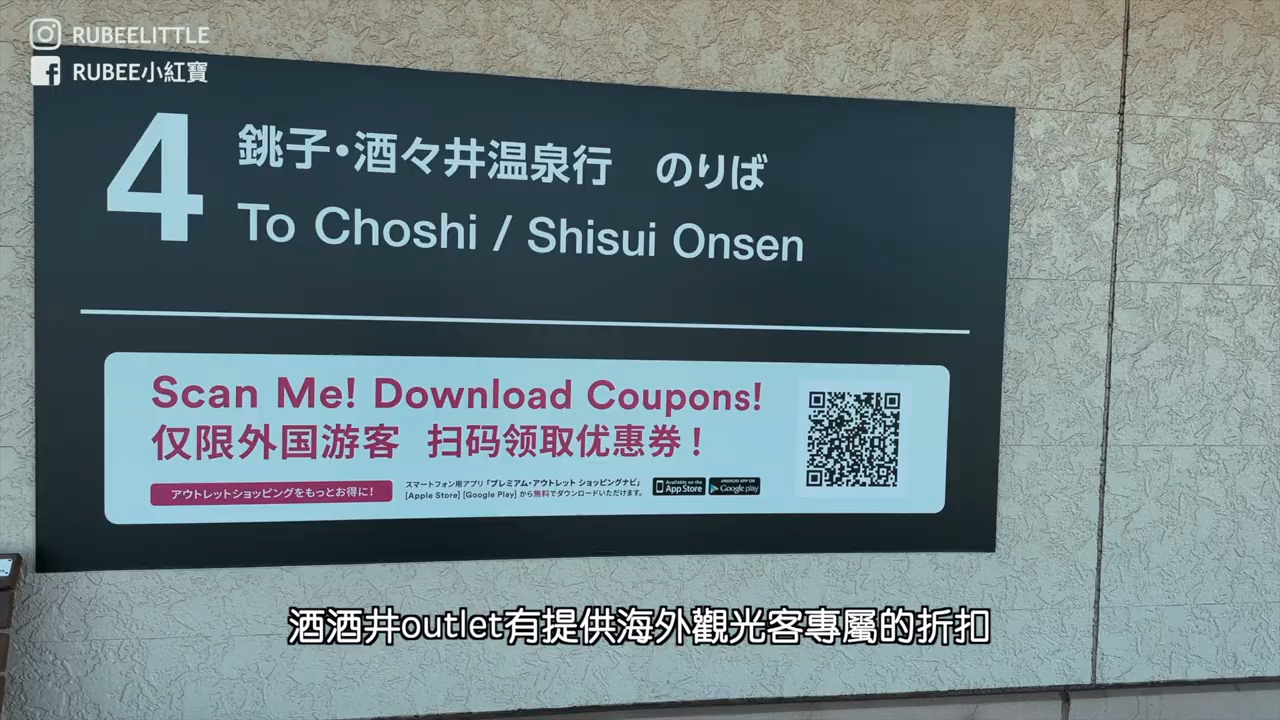 RUBEELITTLE
RUBEE小紅寶
4
銚子・酒々井温泉行 のりば
To Choshi / Shisui Onsen
Scan Me! Download Coupons!
仅限外国游客 扫码领取优惠券！
アウトレットショッピングをもっとお得に！
スマートフォン用アプリ「プレミアム・アウトレット ショッピングナビ」
[Apple Store] [Google Play] から無料でダウンロードいただけます。
Available on the
App Store
ANDROID APP ON
Google play
酒酒井outlet有提供海外觀光客專屬的折扣